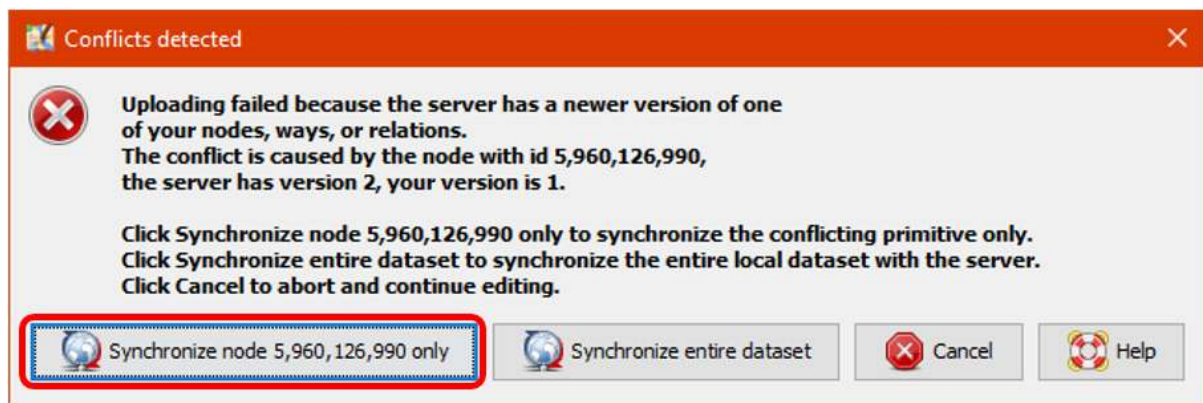 Conflicts detected
Uploading failed because the server has a newer version of one
of your nodes, ways, or relations.
The conflict is caused by the node with id 5,960,126,990,
the server has version 2, your version is 1.
Click Synchronize node 5,960,126,990 only to synchronize the conflicting primitive only.
Click Synchronize entire dataset to synchronize the entire local dataset with the server.
Click Cancel to abort and continue editing.
Synchronize node 5,960,126,990 only
Synchronize entire dataset
Cancel
Help